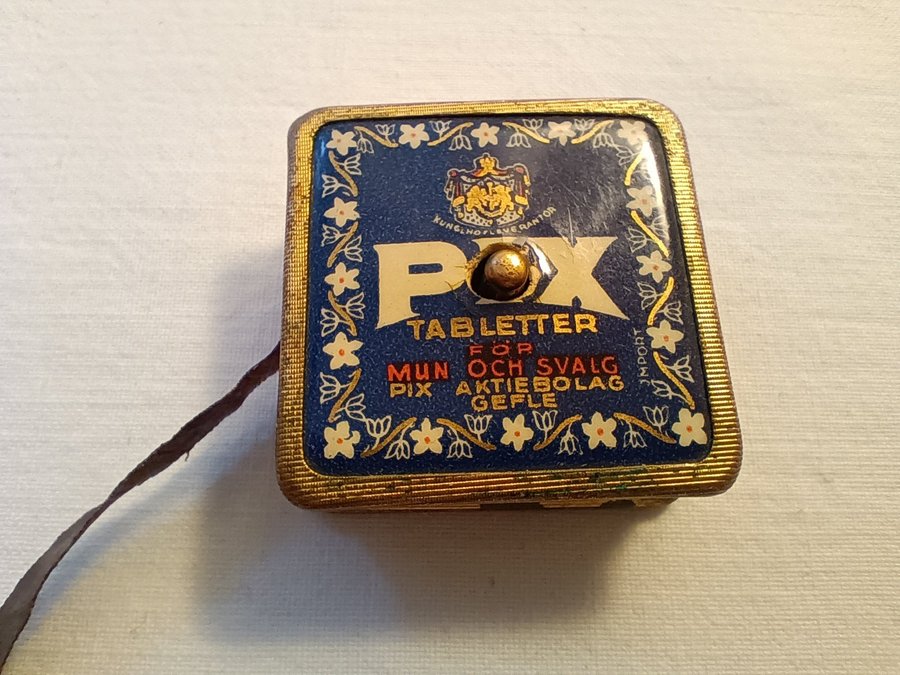 KUNGL HOFLEVERANTÖR
PIX
TABLETTER
FÖR
MUN OCH SVALG
PIX AKTIEBOLAG
GEFLE
IMPORT